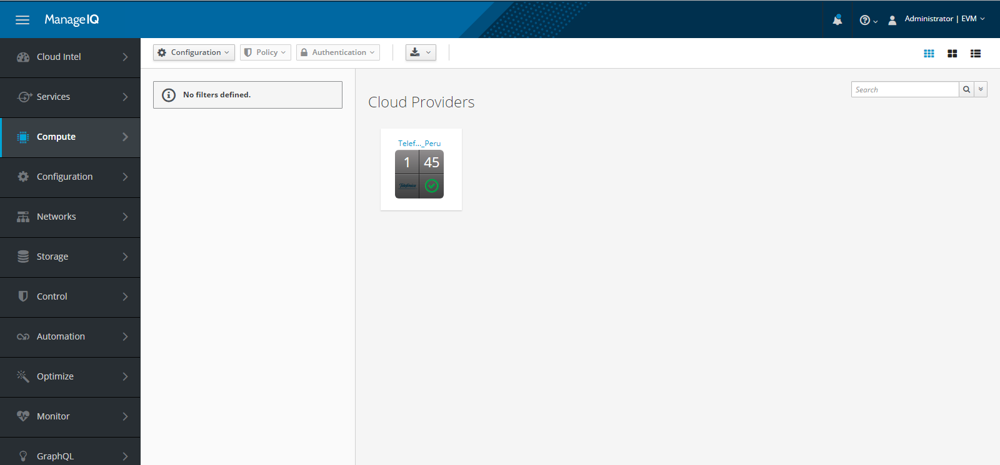 ManageIQ
Administrator | EVM
Cloud Intel
Services
Compute
Configuration
Networks
Storage
Control
Automation
Optimize
Monitor
GraphQL
Configuration
Policy
Authentication
No filters defined.
Search
Cloud Providers
Telef..._Peru
1 45
Telefónica